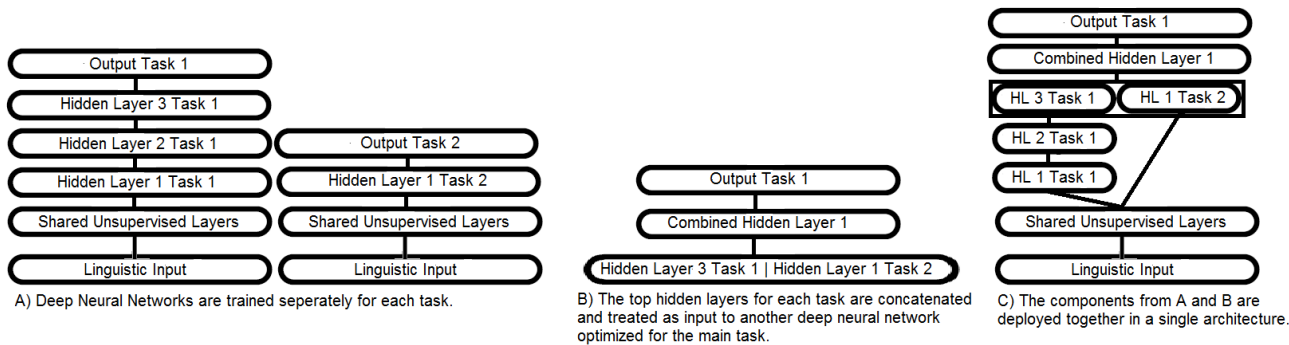 Output Task 1
Hidden Layer 3 Task 1
Hidden Layer 2 Task 1
Hidden Layer 1 Task 1
Shared Unsupervised Layers
Linguistic Input
Output Task 2
Hidden Layer 1 Task 2
Shared Unsupervised Layers
Linguistic Input
A) Deep Neural Networks are trained seperately for each task.
Output Task 1
Combined Hidden Layer 1
Hidden Layer 3 Task 1 | Hidden Layer 1 Task 2
B) The top hidden layers for each task are concatenated
and treated as input to another deep neural network
optimized for the main task.
Output Task 1
Combined Hidden Layer 1
HL 3 Task 1
HL 1 Task 2
HL 2 Task 1
HL 1 Task 1
Shared Unsupervised Layers
Linguistic Input
C) The components from A and B are
deployed together in a single architecture.